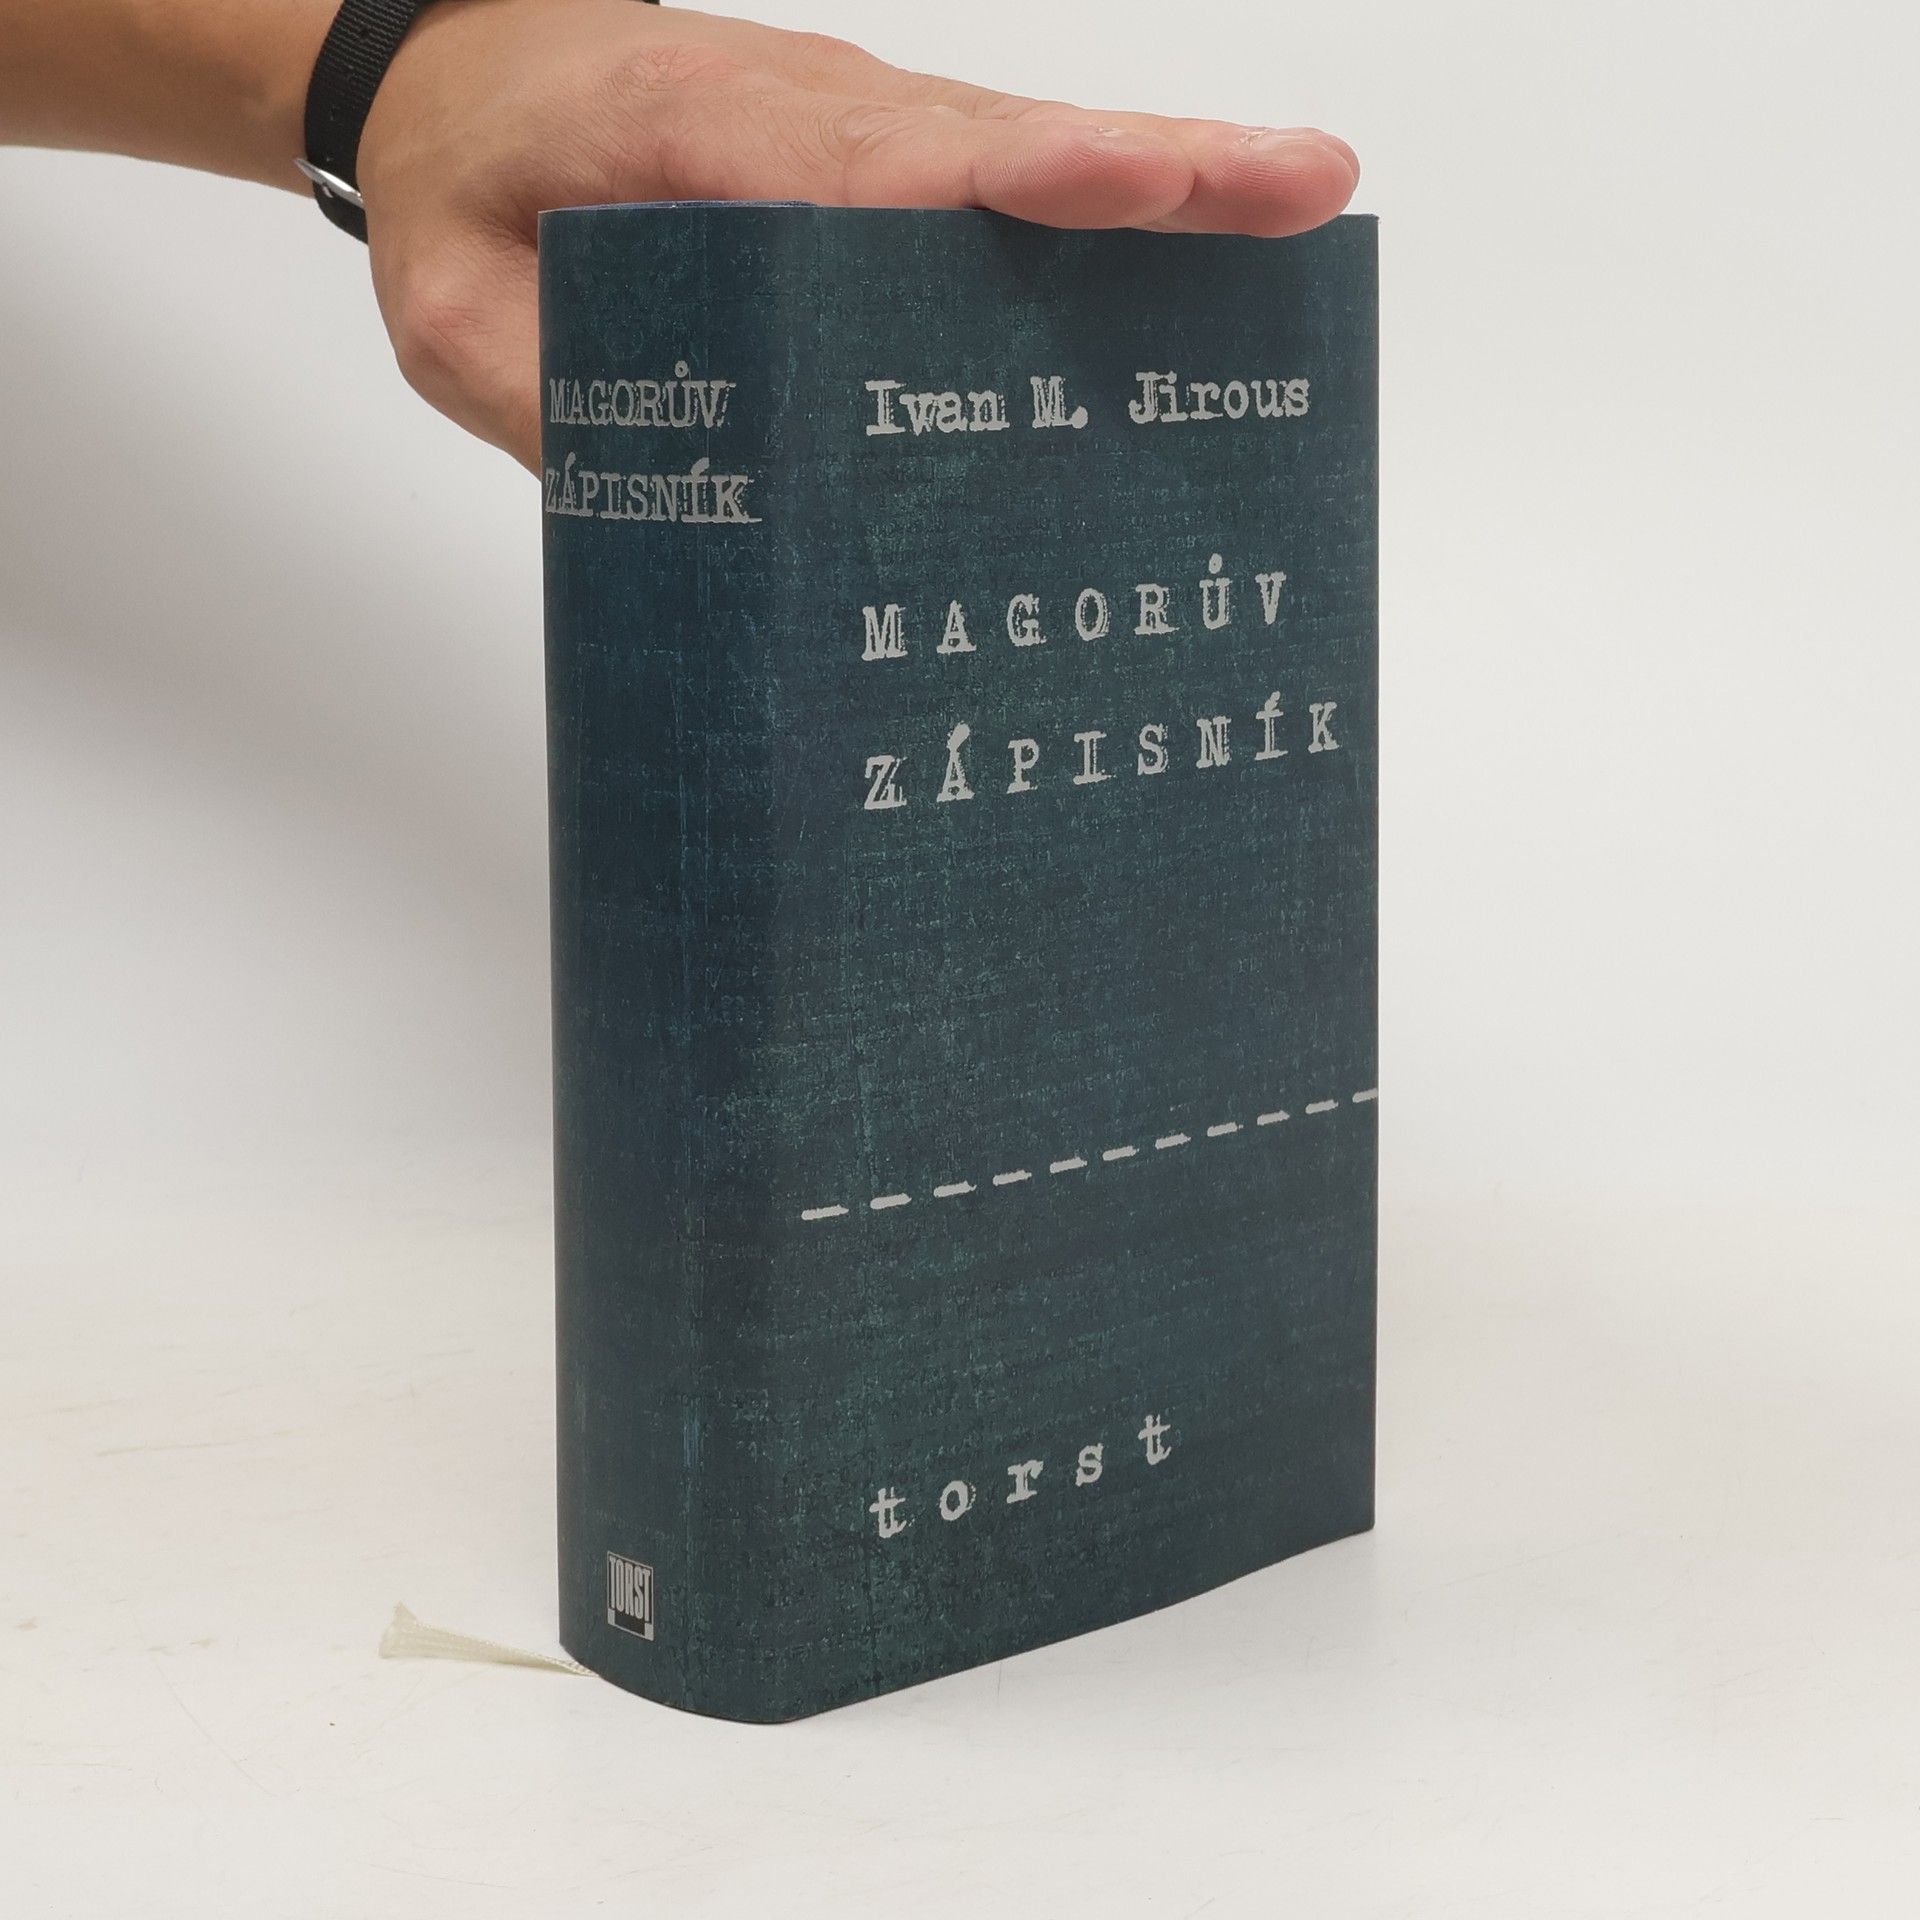 MAGORŮV
ZÁPISNÍK
TORST
Ivan M. Jirous
MAGORŮV
ZÁPISNÍK
torst